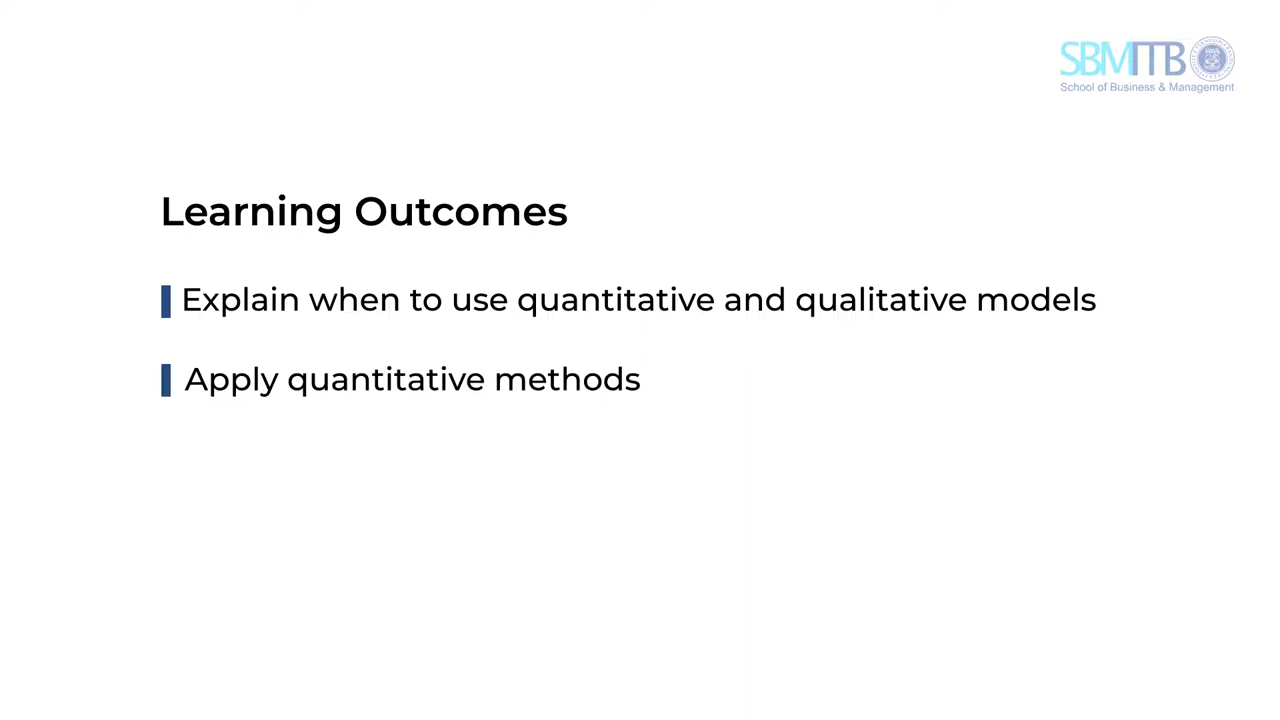 SBMITB
School of Business & Management
Learning Outcomes
Explain when to use quantitative and qualitative models
Apply quantitative methods